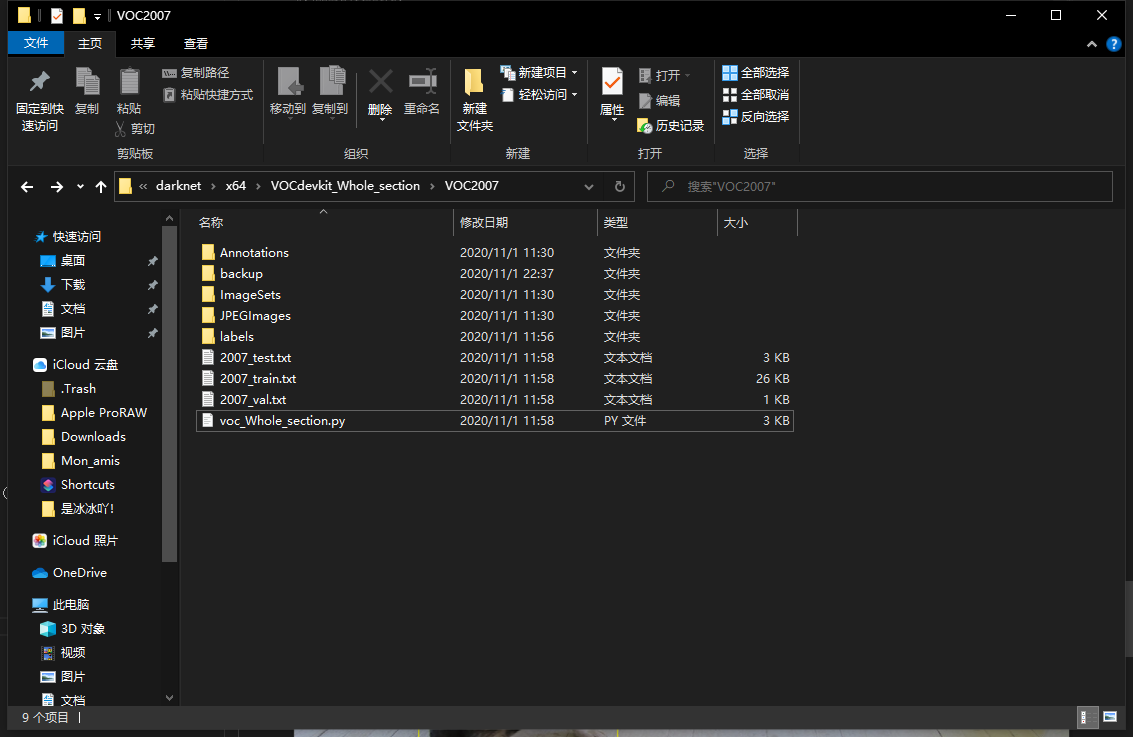 VOC2007
文件 主页 共享 查看
固定到快速访问
复制
粘贴
复制路径
粘贴快捷方式
剪切
剪贴板
移动到
复制到
删除
重命名
组织
新建
文件夹
新建项目
轻松访问
新建
属性
打开
编辑
历史记录
打开
全部选择
全部取消
反向选择
选择
« darknet › x64 › VOCdevkit_Whole_section › VOC2007
搜索"VOC2007"
快速访问
桌面
下载
文档
图片
iCloud 云盘
.Trash
Apple ProRAW
Downloads
Mon_amis
Shortcuts
是冰冰吖!
iCloud 照片
OneDrive
此电脑
3D 对象
视频
图片
文档
名称 修改日期 类型 大小
Annotations 2020/11/1 11:30 文件夹
backup 2020/11/1 22:37 文件夹
ImageSets 2020/11/1 11:30 文件夹
JPEGImages 2020/11/1 11:30 文件夹
labels 2020/11/1 11:56 文件夹
2007_test.txt 2020/11/1 11:58 文本文档 3 KB
2007_train.txt 2020/11/1 11:58 文本文档 26 KB
2007_val.txt 2020/11/1 11:58 文本文档 1 KB
voc_Whole_section.py 2020/11/1 11:58 PY 文件 3 KB
9 个项目